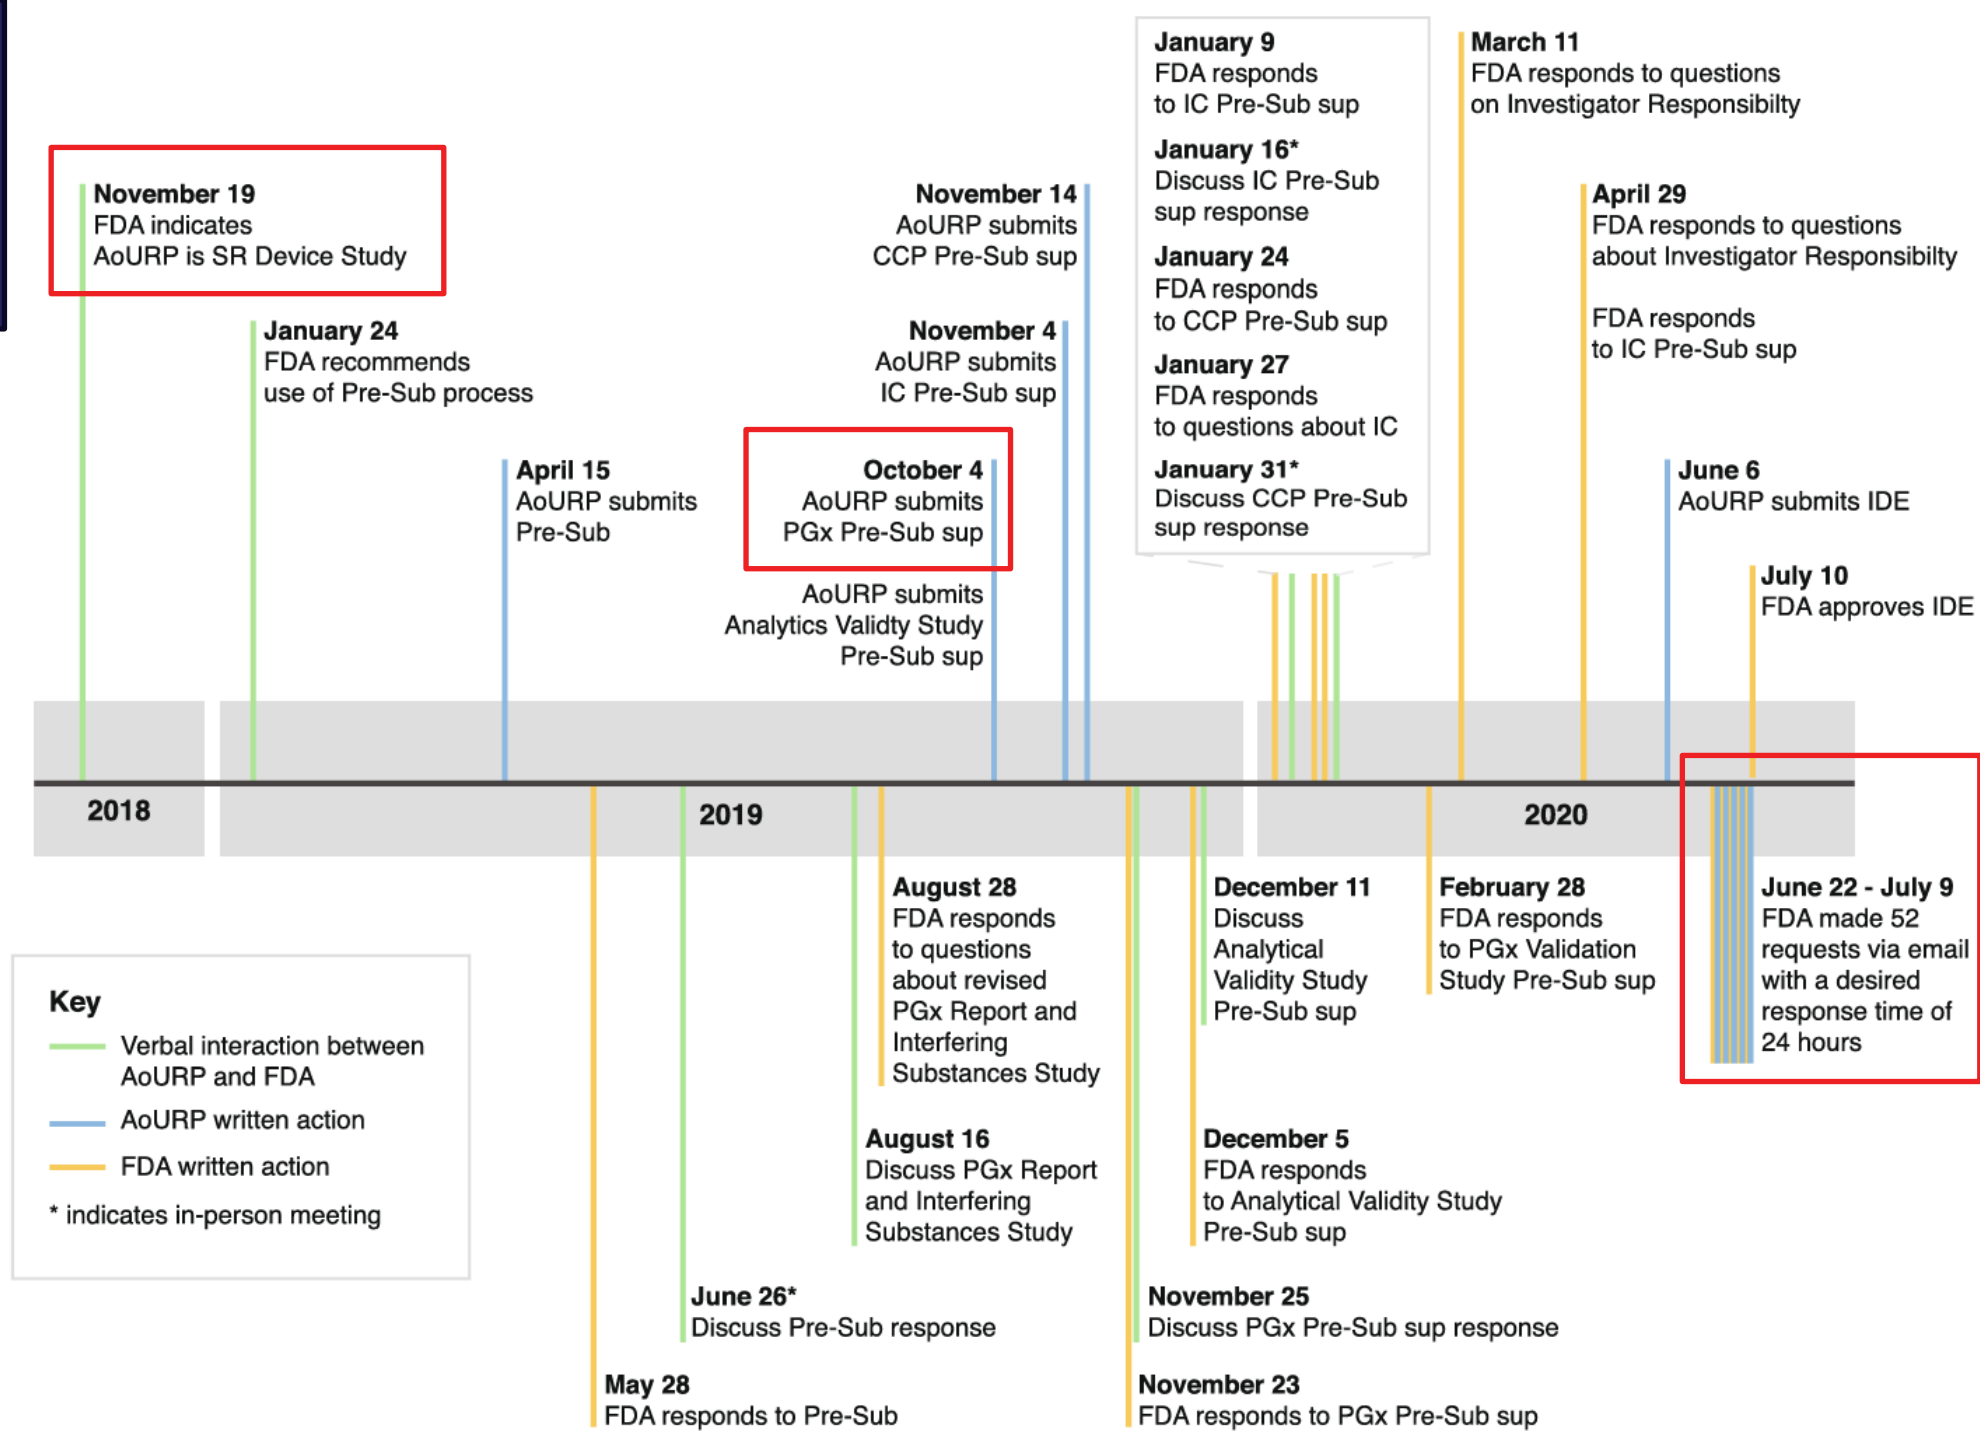 November 19
FDA indicates
AoURP is SR Device Study
January 24
FDA recommends
use of Pre-Sub process
April 15
AoURP submits
Pre-Sub
October 4
AoURP submits
PGx Pre-Sub sup
AoURP submits
Analytics Validty Study
Pre-Sub sup
November 4
AoURP submits
IC Pre-Sub sup
November 14
AoURP submits
CCP Pre-Sub sup
January 9
FDA responds
to IC Pre-Sub sup
January 16*
Discuss IC Pre-Sub
sup response
January 24
FDA responds
to CCP Pre-Sub sup
January 27
FDA responds
to questions about IC
January 31*
Discuss CCP Pre-Sub
sup response
March 11
FDA responds to questions
on Investigator Responsibilty
April 29
FDA responds to questions
about Investigator Responsibilty
FDA responds
to IC Pre-Sub sup
June 6
AoURP submits IDE
July 10
FDA approves IDE
2018
2019
2020
May 28
FDA responds to Pre-Sub
June 26*
Discuss Pre-Sub response
August 16
Discuss PGx Report
and Interfering
Substances Study
August 28
FDA responds
to questions
about revised
PGx Report and
Interfering
Substances Study
November 23
FDA responds to PGx Pre-Sub sup
November 25
Discuss PGx Pre-Sub sup response
December 5
FDA responds
to Analytical Validity Study
Pre-Sub sup
December 11
Discuss
Analytical
Validity Study
Pre-Sub sup
February 28
FDA responds
to PGx Validation
Study Pre-Sub sup
June 22 - July 9
FDA made 52
requests via email
with a desired
response time of
24 hours
Key
Verbal interaction between
AoURP and FDA
AoURP written action
FDA written action
* indicates in-person meeting